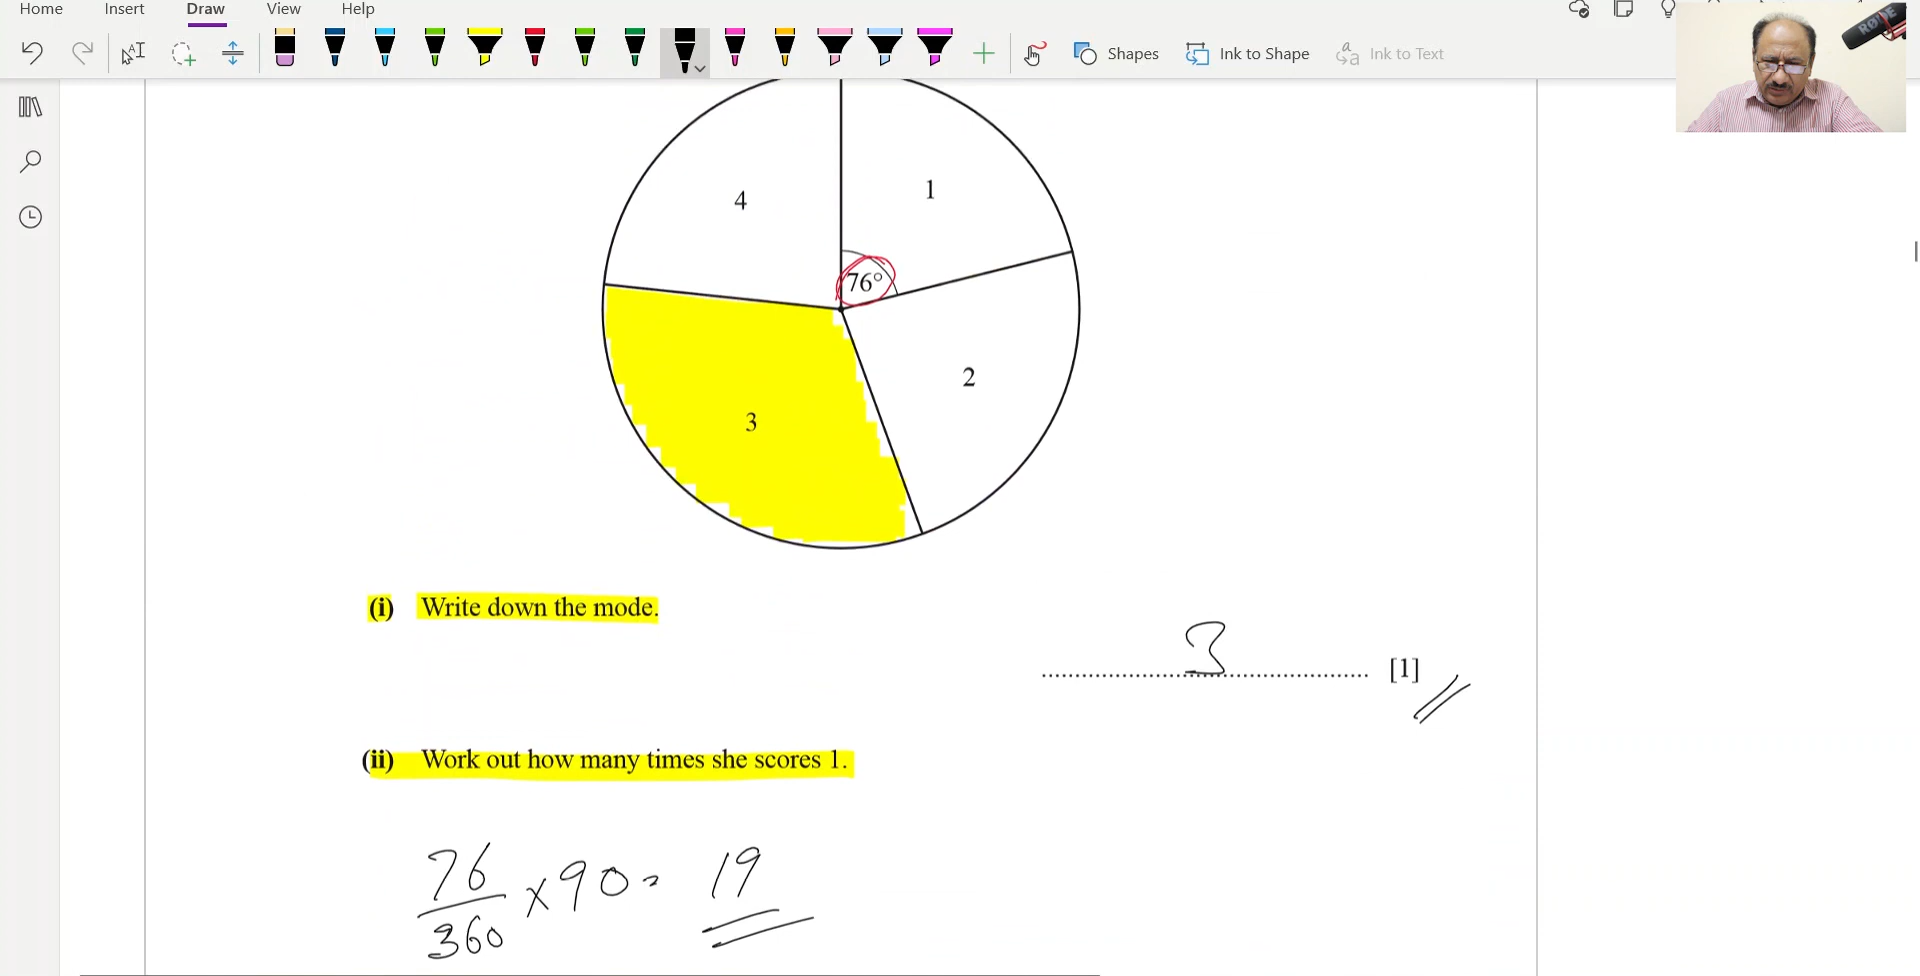 Home Insert Draw View Help
Shapes Ink to Shape Ink to Text
RØDE
4
1
76°
2
3
(i) Write down the mode.
3 [1]
(ii) Work out how many times she scores 1.
76
360
x 90 = 19